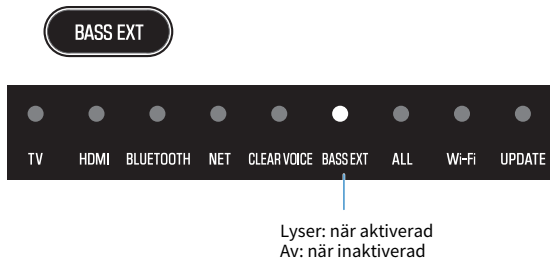 BASS EXT
TV HDMI BLUETOOTH NET CLEAR VOICE BASS EXT ALL Wi-Fi UPDATE
Lyser: när aktiverad
Av: när inaktiverad